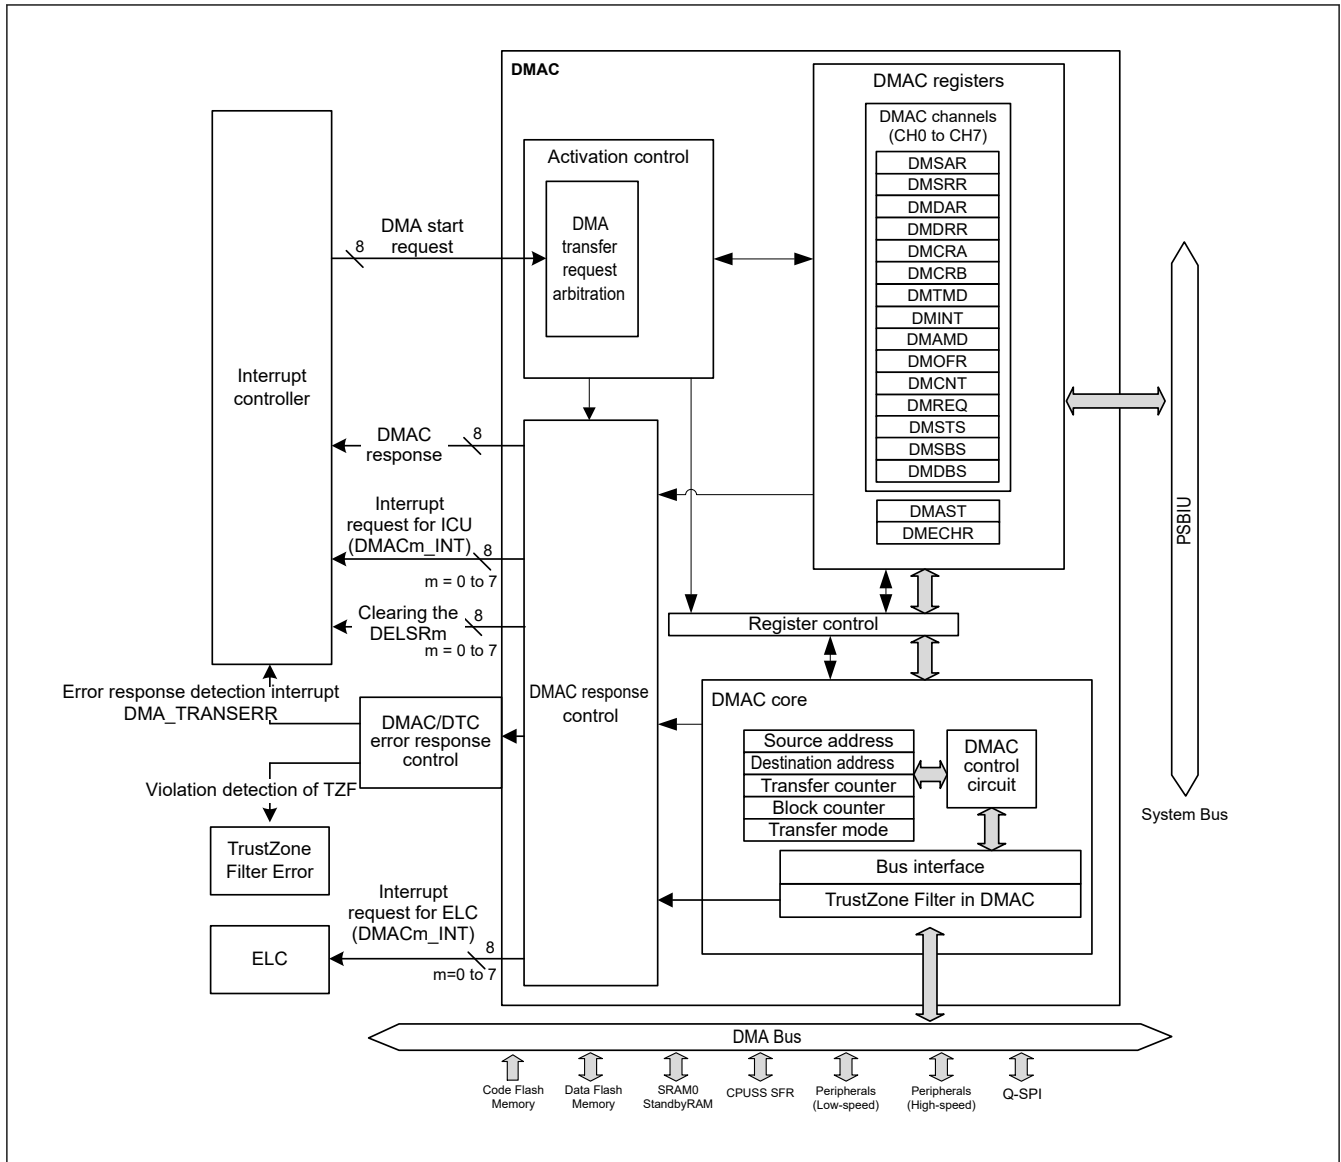 DMAC
DMAC registers
DMAC channels
(CH0 to CH7)
DMSAR
DMSRR
DMDAR
DMDRR
DMCRA
DMCRB
DMTMD
DMINT
DMAMD
DMOFR
DMCNT
DMREQ
DMSTS
DMSBS
DMDBS
DMAST
DMECHR
Activation control
DMA
transfer
request
arbitration
DMA start
request
8
Interrupt
controller
DMAC
response
8
Interrupt
request for ICU
(DMACm_INT)
8
m = 0 to 7
Clearing the
DELSRm
8
m = 0 to 7
Error response detection interrupt
DMA_TRANSERR
DMAC/DTC
error response
control
Violation detection of TZF
TrustZone
Filter Error
Interrupt
request for ELC
(DMACm_INT)
8
m=0 to 7
ELC
DMAC response
control
Register control
DMAC core
Source address
Destination address
Transfer counter
Block counter
Transfer mode
DMAC
control
circuit
Bus interface
TrustZone Filter in DMAC
PSBIU
System Bus
DMA Bus
Code Flash
Memory
Data Flash
Memory
SRAM0
StandbyRAM
CPUSS SFR
Peripherals
(Low-speed)
Peripherals
(High-speed)
Q-SPI